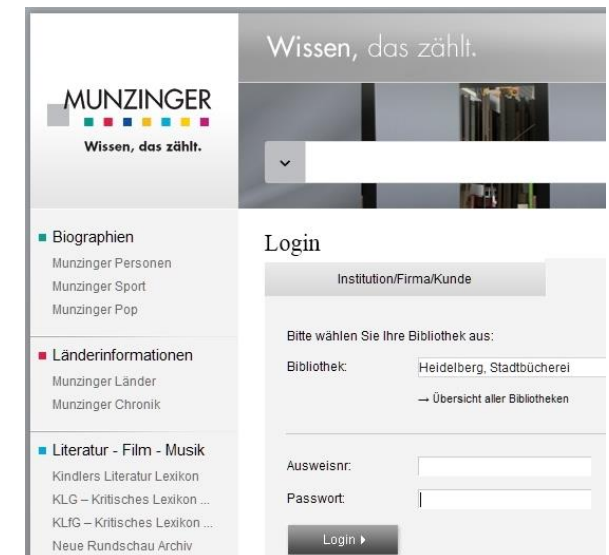 Wissen, das zählt.
MUNZINGER
Wissen, das zählt.
Biographien
Munzinger Personen
Munzinger Sport
Munzinger Pop
Länderinformationen
Munzinger Länder
Munzinger Chronik
Literatur - Film - Musik
Kindlers Literatur Lexikon
KLG – Kritisches Lexikon ...
KLfG – Kritisches Lexikon ...
Neue Rundschau Archiv
Login
Institution/Firma/Kunde
Bitte wählen Sie Ihre Bibliothek aus:
Bibliothek: Heidelberg, Stadtbücherei
→ Übersicht aller Bibliotheken
Ausweisnr:
Passwort:
Login